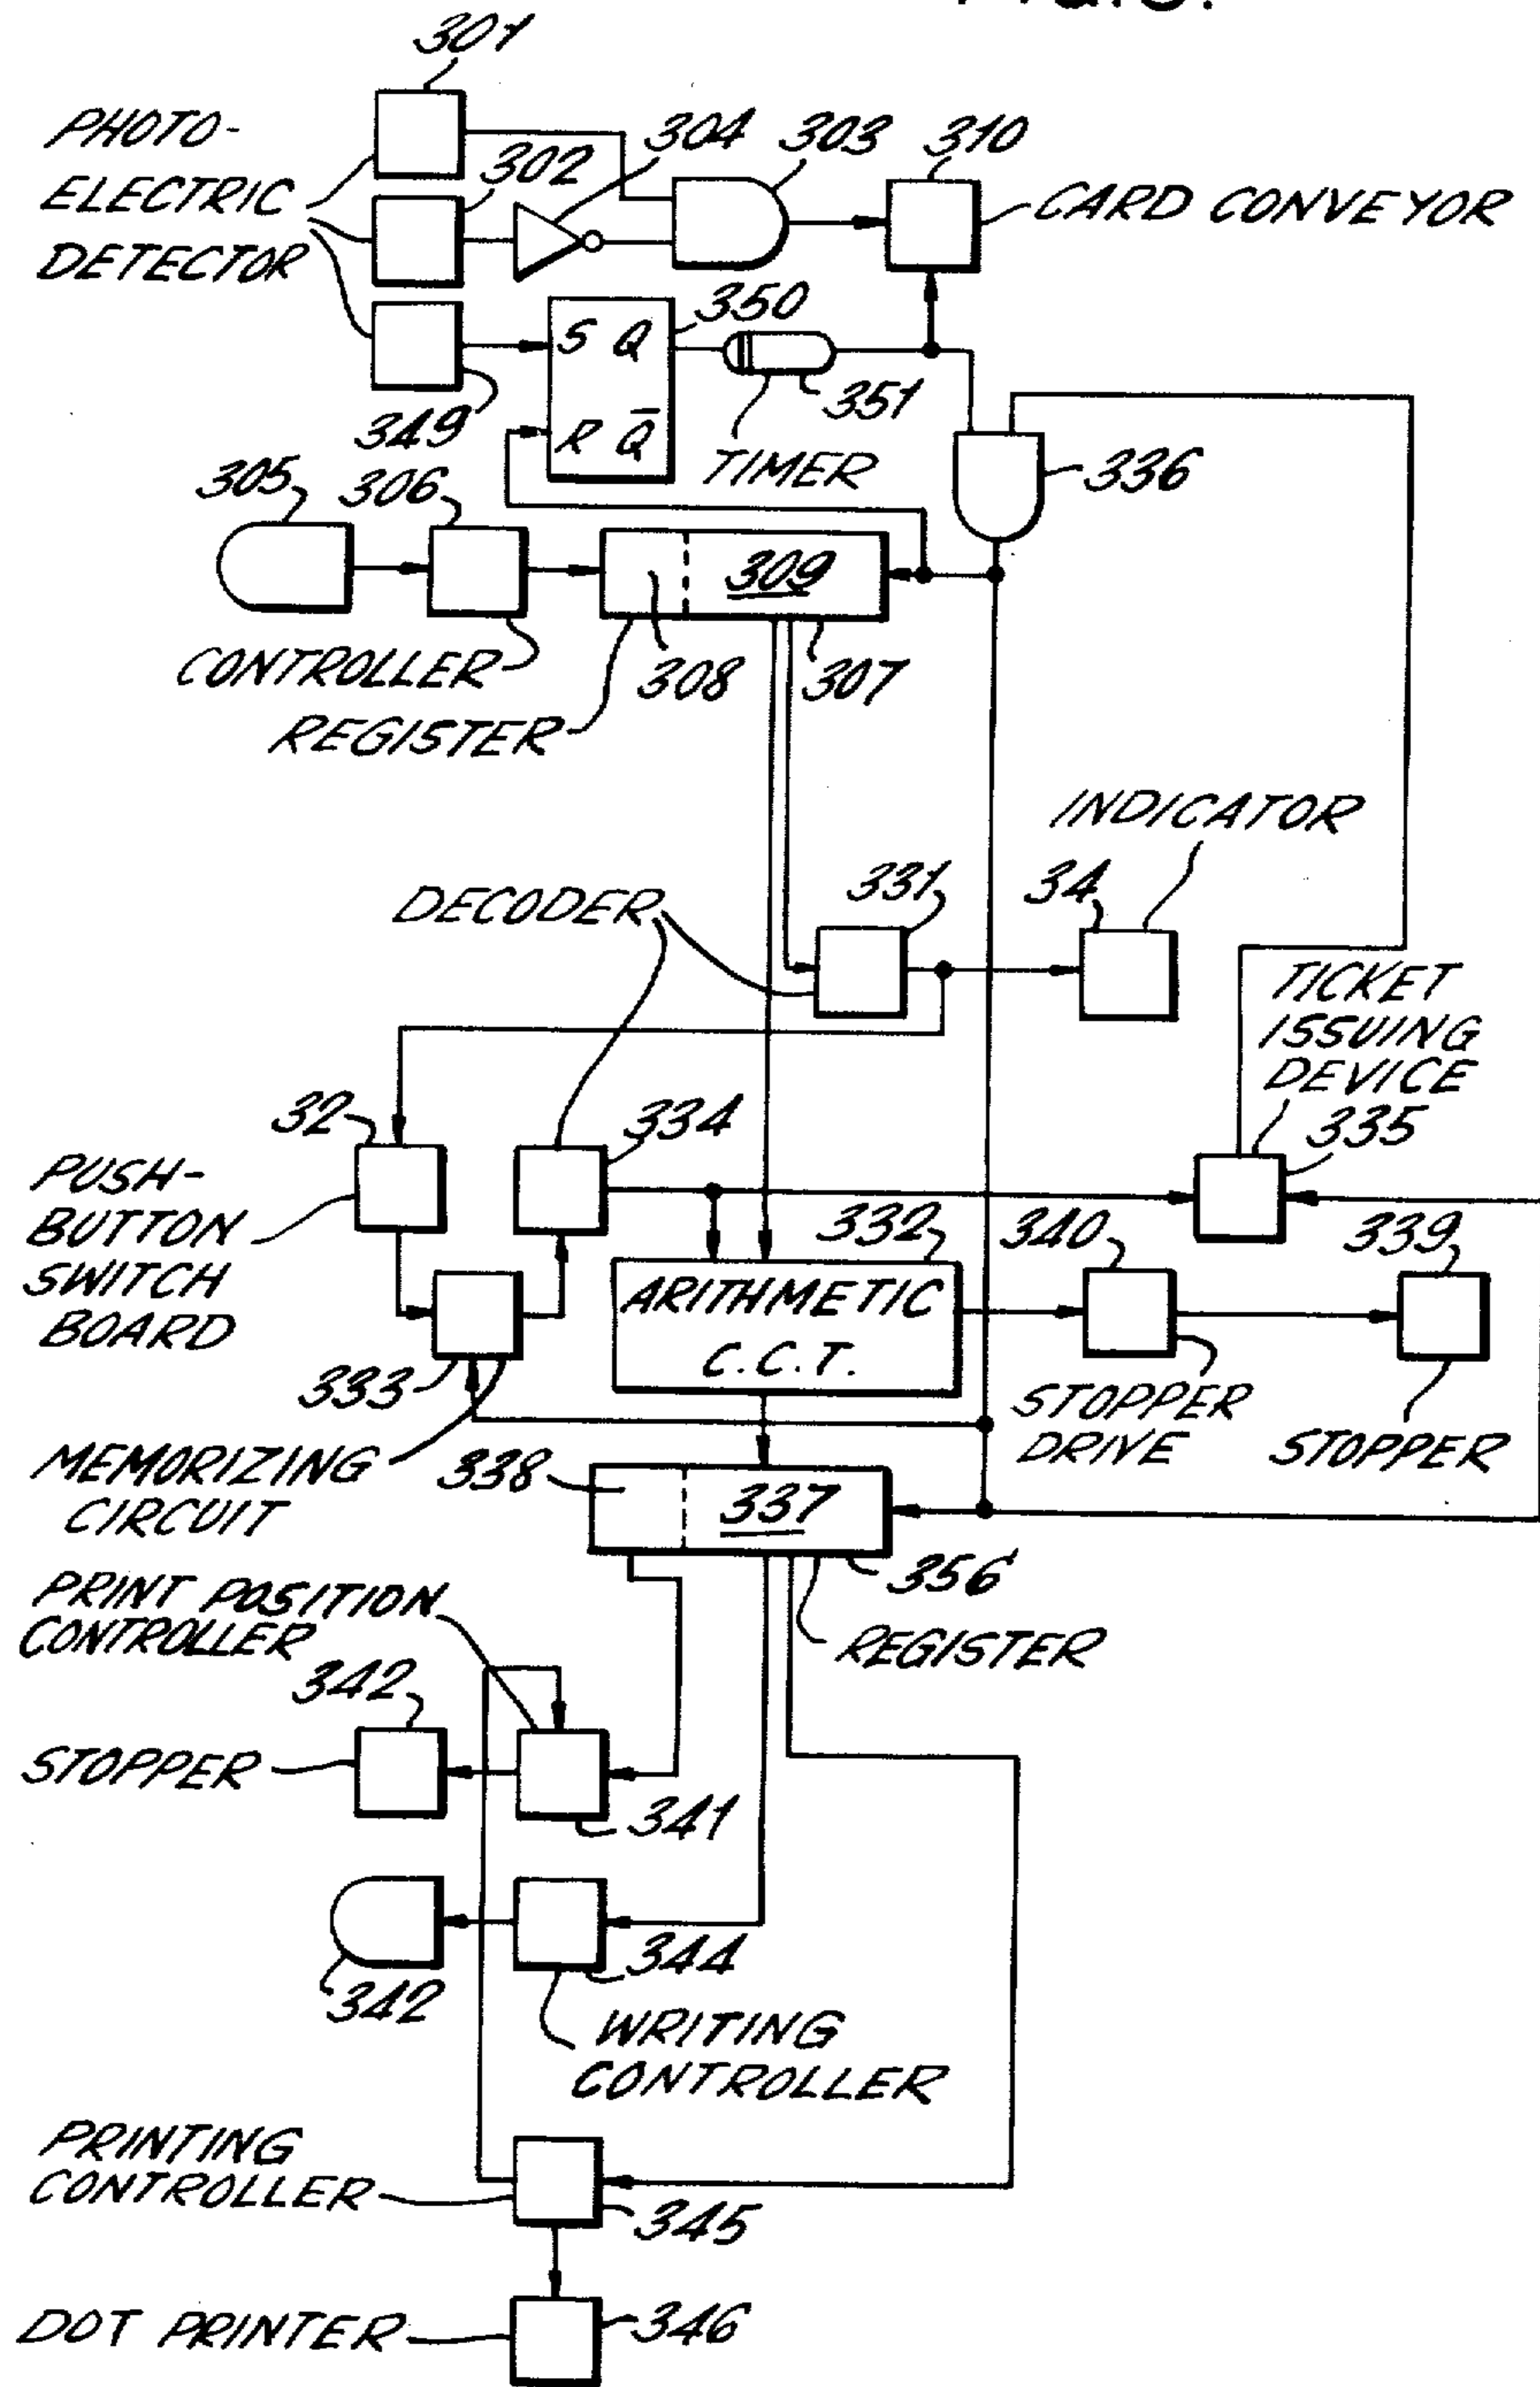 301
PHOTO-
ELECTRIC
DETECTOR
302
304
303
310
CARD CONVEYOR
349
S Q
R Q̅
350
351
TIMER
336
305
306
309
CONTROLLER
308
307
REGISTER
INDICATOR
DECODER
331
34
TICKET
ISSUING
DEVICE
335
32
334
PUSH-
BUTTON
SWITCH
BOARD
332
340
339
ARITHMETIC
C.C.T.
333
STOPPER
DRIVE
STOPPER
MEMORIZING
CIRCUIT
338
337
356
REGISTER
PRINT POSITION
CONTROLLER
342
STOPPER
341
342
344
WRITING
CONTROLLER
PRINTING
CONTROLLER
345
DOT PRINTER
346